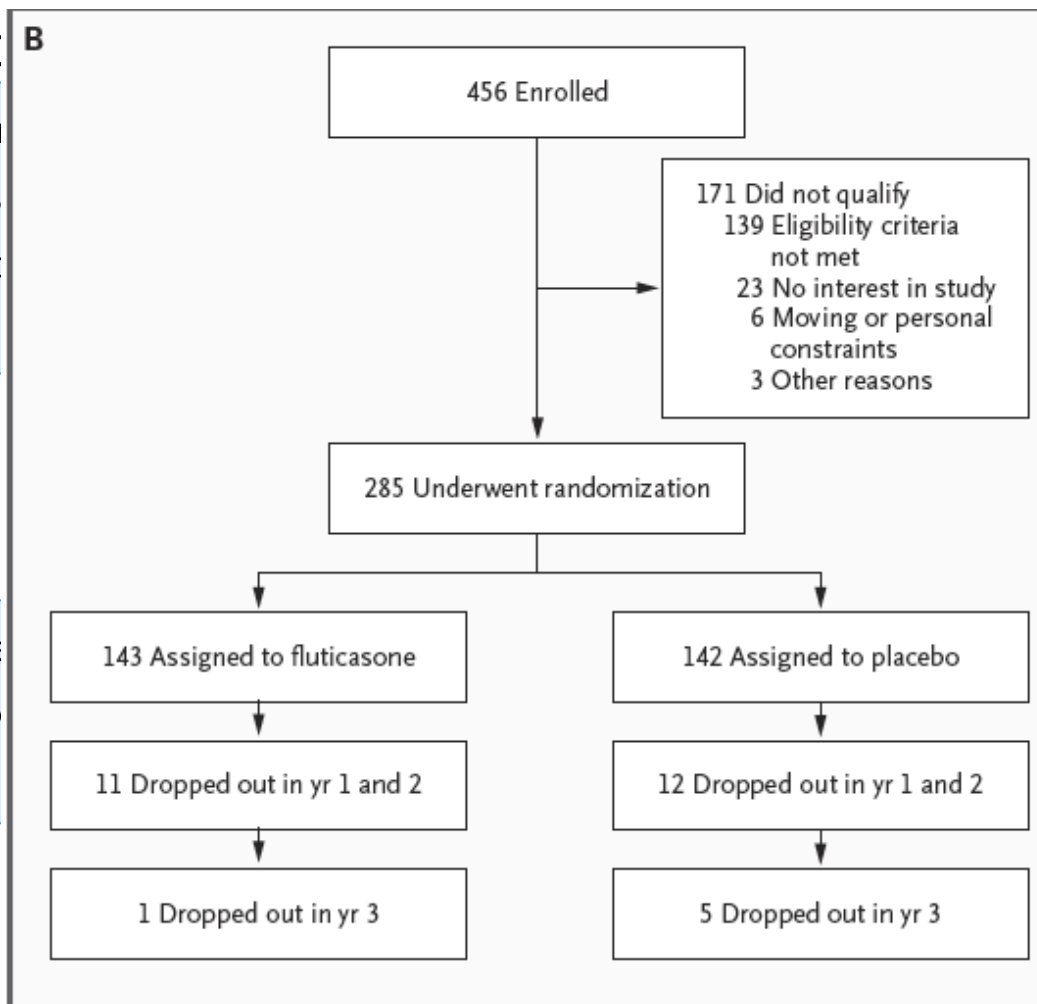 B
456 Enrolled
171 Did not qualify
139 Eligibility criteria
not met
23 No interest in study
6 Moving or personal
constraints
3 Other reasons
285 Underwent randomization
143 Assigned to fluticasone
142 Assigned to placebo
11 Dropped out in yr 1 and 2
12 Dropped out in yr 1 and 2
1 Dropped out in yr 3
5 Dropped out in yr 3